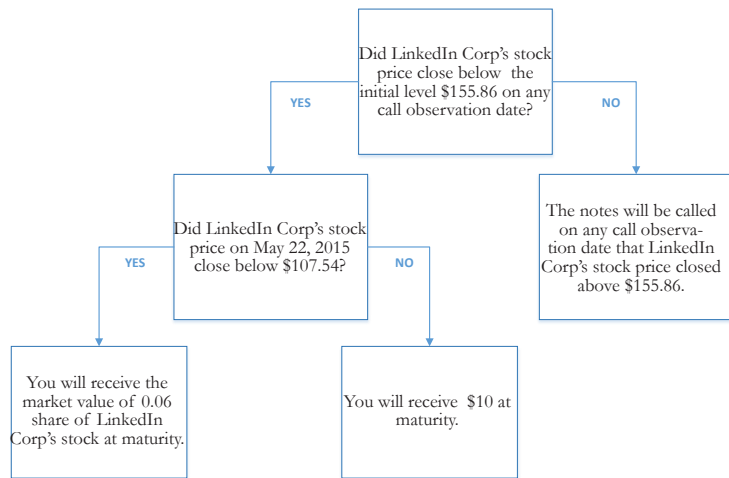 Did LinkedIn Corp's stock
price close below the
initial level $155.86 on any
call observation date?
YES
NO
Did LinkedIn Corp's stock
price on May 22, 2015
close below $107.54?
The notes will be called
on any call observa-
tion date that LinkedIn
Corp's stock price closed
above $155.86.
YES
NO
You will receive the
market value of 0.06
share of LinkedIn
Corp's stock at maturity.
You will receive $10 at
maturity.